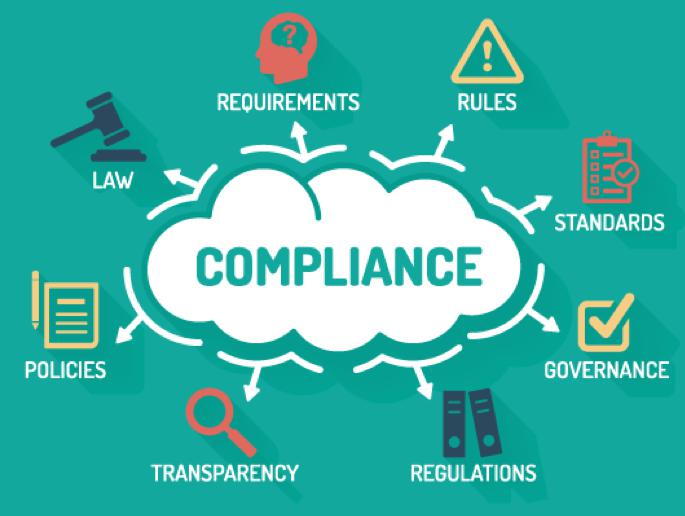 REQUIREMENTS
RULES
LAW
STANDARDS
COMPLIANCE
POLICIES
GOVERNANCE
TRANSPARENCY
REGULATIONS